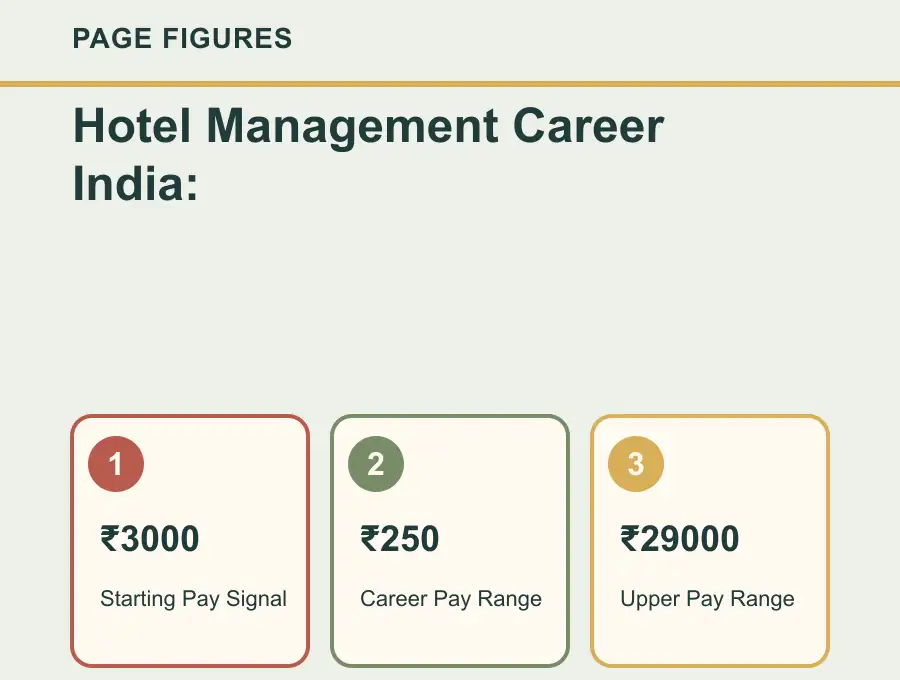 PAGE FIGURES
Hotel Management Career
India:
1
₹3000
Starting Pay Signal
2
₹250
Career Pay Range
3
₹29000
Upper Pay Range